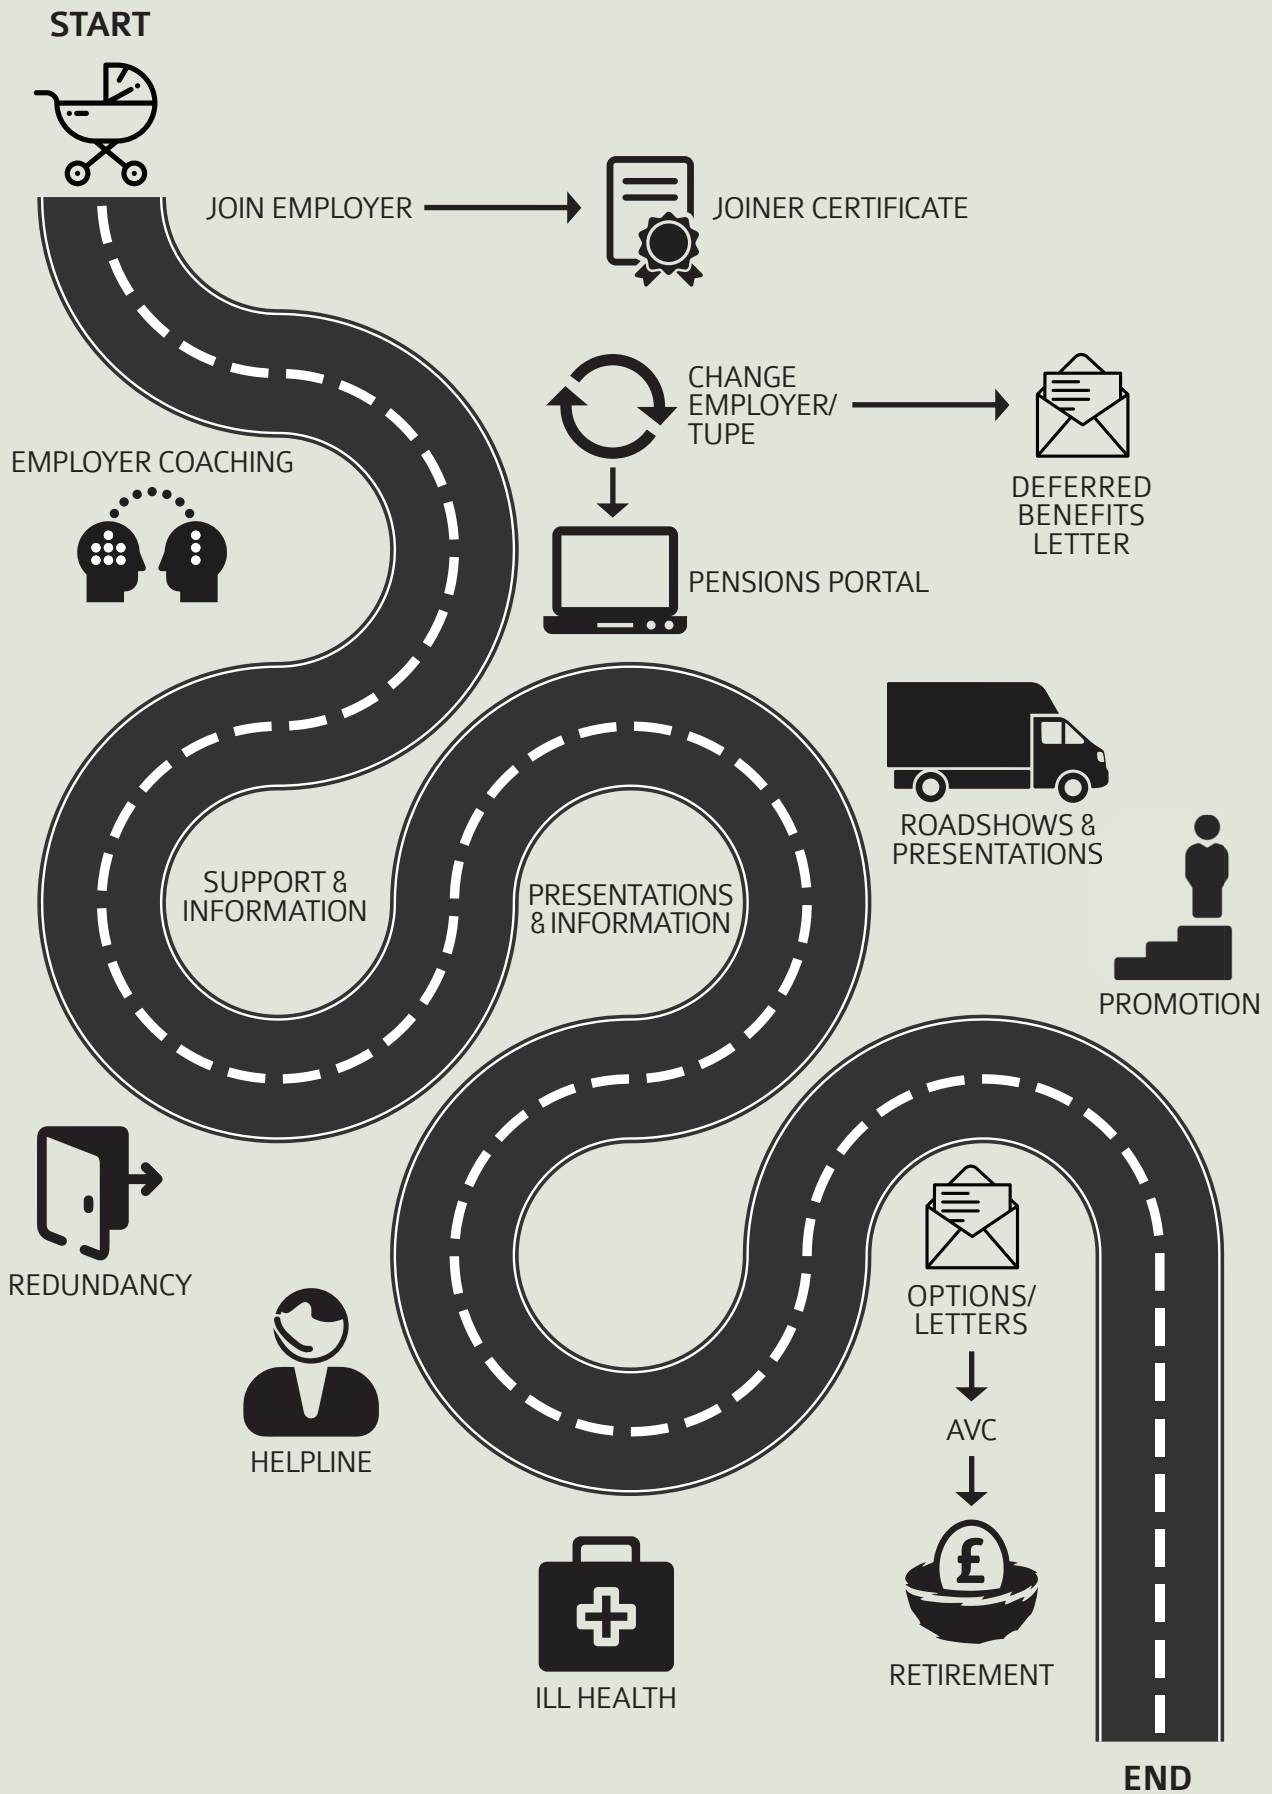 START
JOIN EMPLOYER
JOINER CERTIFICATE
CHANGE
EMPLOYER/
TUPE
DEFERRED
BENEFITS
LETTER
EMPLOYER COACHING
PENSIONS PORTAL
ROADSHOWS &
PRESENTATIONS
SUPPORT &
INFORMATION
PRESENTATIONS
& INFORMATION
PROMOTION
REDUNDANCY
HELPLINE
OPTIONS/
LETTERS
AVC
£
RETIREMENT
ILL HEALTH
END